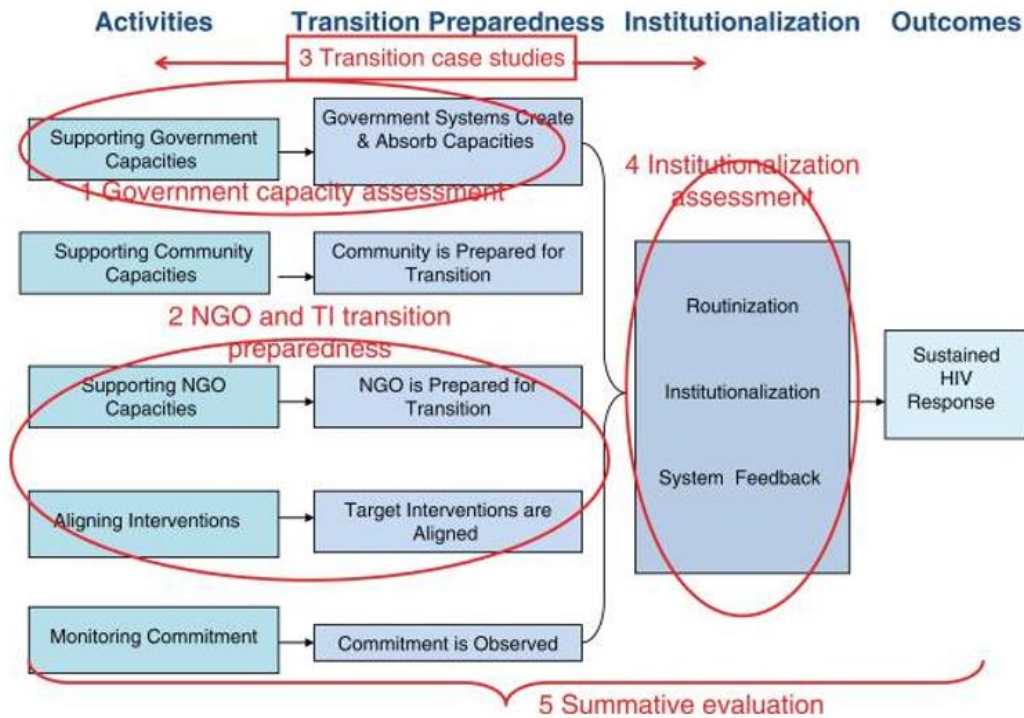 Activities
Transition Preparedness
Institutionalization
Outcomes
3 Transition case studies
Supporting Government
Capacities
Government Systems Create
& Absorb Capacities
1 Government capacity assessment
4 Institutionalization
assessment
Supporting Community
Capacities
Community is Prepared for
Transition
2 NGO and TI transition
preparedness
Supporting NGO
Capacities
NGO is Prepared for
Transition
Aligning Interventions
Target Interventions are
Aligned
Monitoring Commitment
Commitment is Observed
Routinization
Institutionalization
System Feedback
Sustained
HIV
Response
5 Summative evaluation